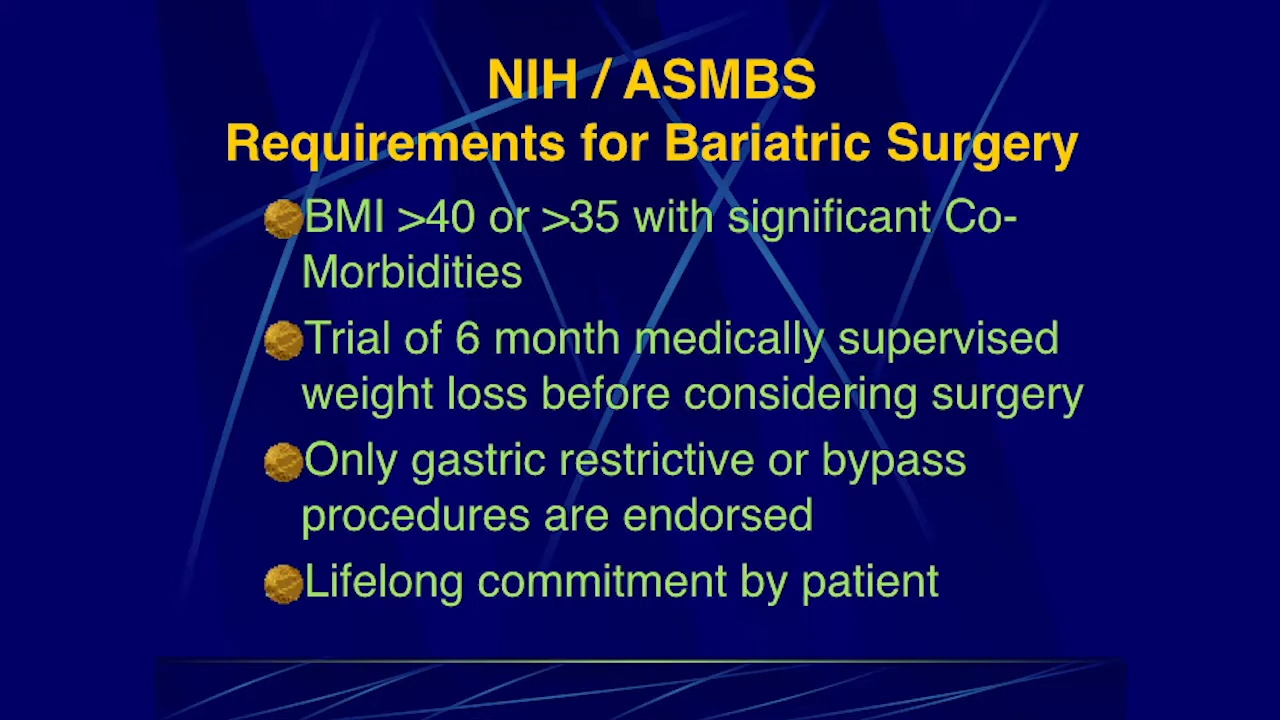 NIH / ASMBS
Requirements for Bariatric Surgery
BMI >40 or >35 with significant Co-
Morbidities
Trial of 6 month medically supervised
weight loss before considering surgery
Only gastric restrictive or bypass
procedures are endorsed
Lifelong commitment by patient